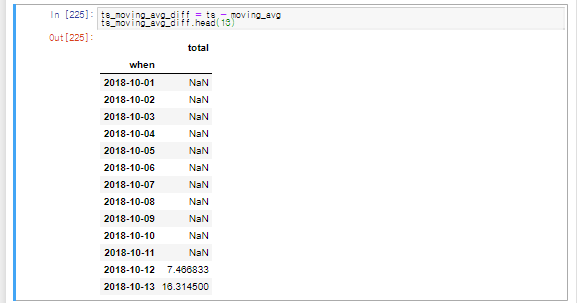 In [225]: ts_moving_avg_diff = ts - moving_avg
ts_moving_avg_diff.head(13)
Out[225]:
total
when
2018-10-01 NaN
2018-10-02 NaN
2018-10-03 NaN
2018-10-04 NaN
2018-10-05 NaN
2018-10-06 NaN
2018-10-07 NaN
2018-10-08 NaN
2018-10-09 NaN
2018-10-10 NaN
2018-10-11 NaN
2018-10-12 7.466833
2018-10-13 16.314500